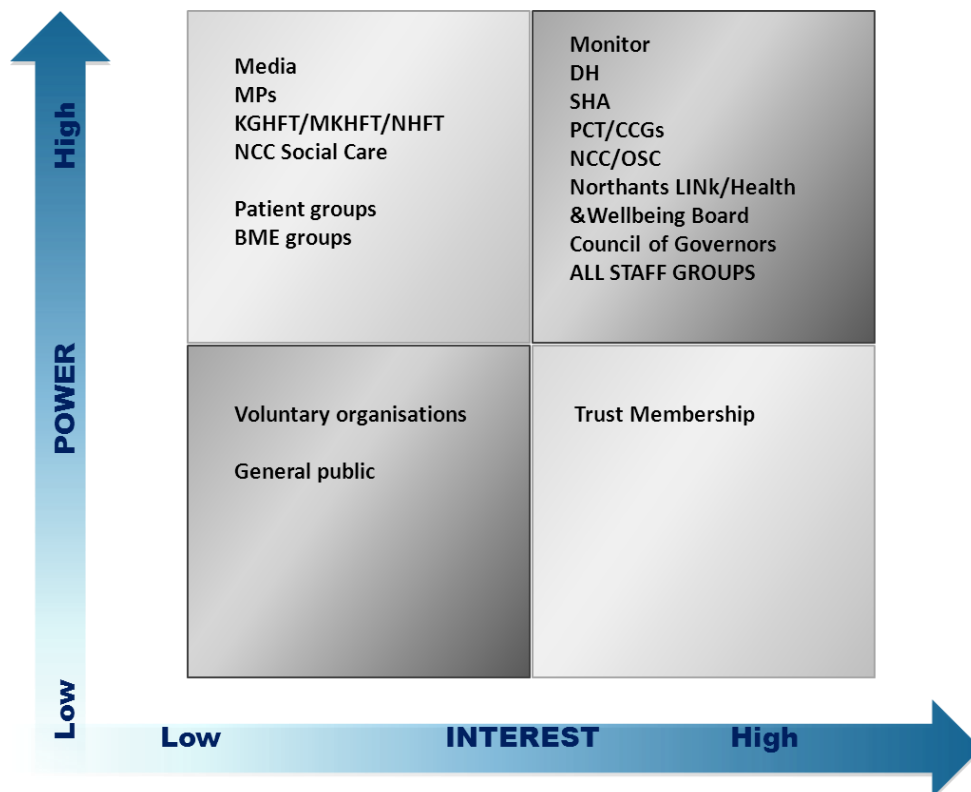 High
POWER
Low
Media
MPs
KGHFT/MKHFT/NHFT
NCC Social Care
Patient groups
BME groups
Monitor
DH
SHA
PCT/CCGs
NCC/OSC
Northants LINk/Health
&Wellbeing Board
Council of Governors
ALL STAFF GROUPS
Voluntary organisations
General public
Trust Membership
Low INTEREST High